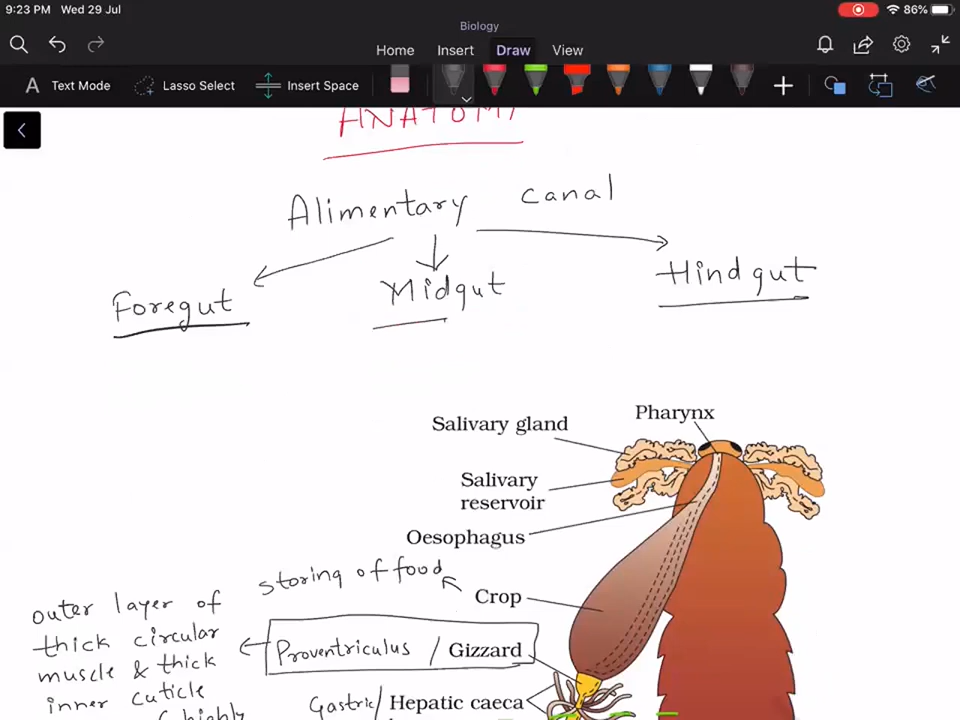 9:23 PM Wed 29 Jul
86%
Biology
Home Insert Draw View
Text Mode Lasso Select Insert Space
ANATOMY
Alimentary canal
Foregut Midgut Hindgut
Pharynx
Salivary gland
Salivary
reservoir
Oesophagus
storing of food
Crop
outer layer of
thick circular
muscle & thick
inner cuticle
Proventriculus / Gizzard
Gastric/ Hepatic caeca
(highly